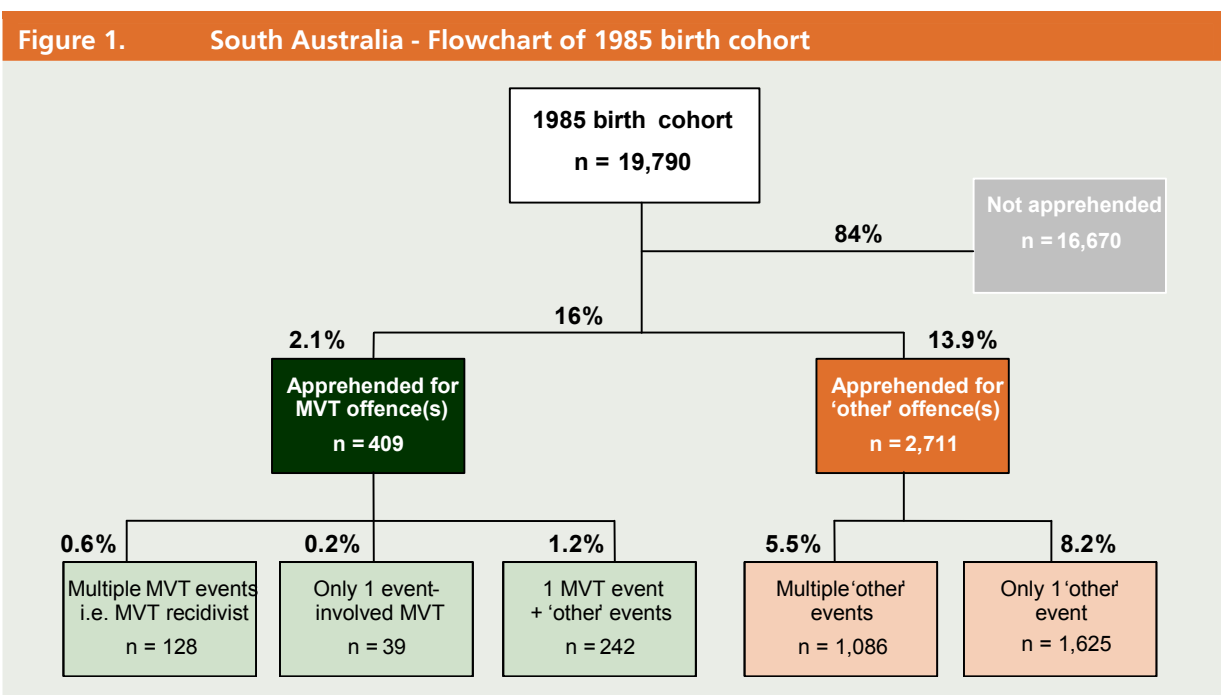 Figure 1. South Australia - Flowchart of 1985 birth cohort
1985 birth cohort
n = 19,790
Not apprehended
n = 16,670
84%
16%
2.1%
13.9%
Apprehended for
MVT offence(s)
n = 409
Apprehended for
‘other’ offence(s)
n = 2,711
0.6%
0.2%
1.2%
5.5%
8.2%
Multiple MVT events
i.e. MVT recidivist
n = 128
Only 1 event-
involved MVT
n = 39
1 MVT event
+ ‘other’ events
n = 242
Multiple ‘other’
events
n = 1,086
Only 1 ‘other’
event
n = 1,625